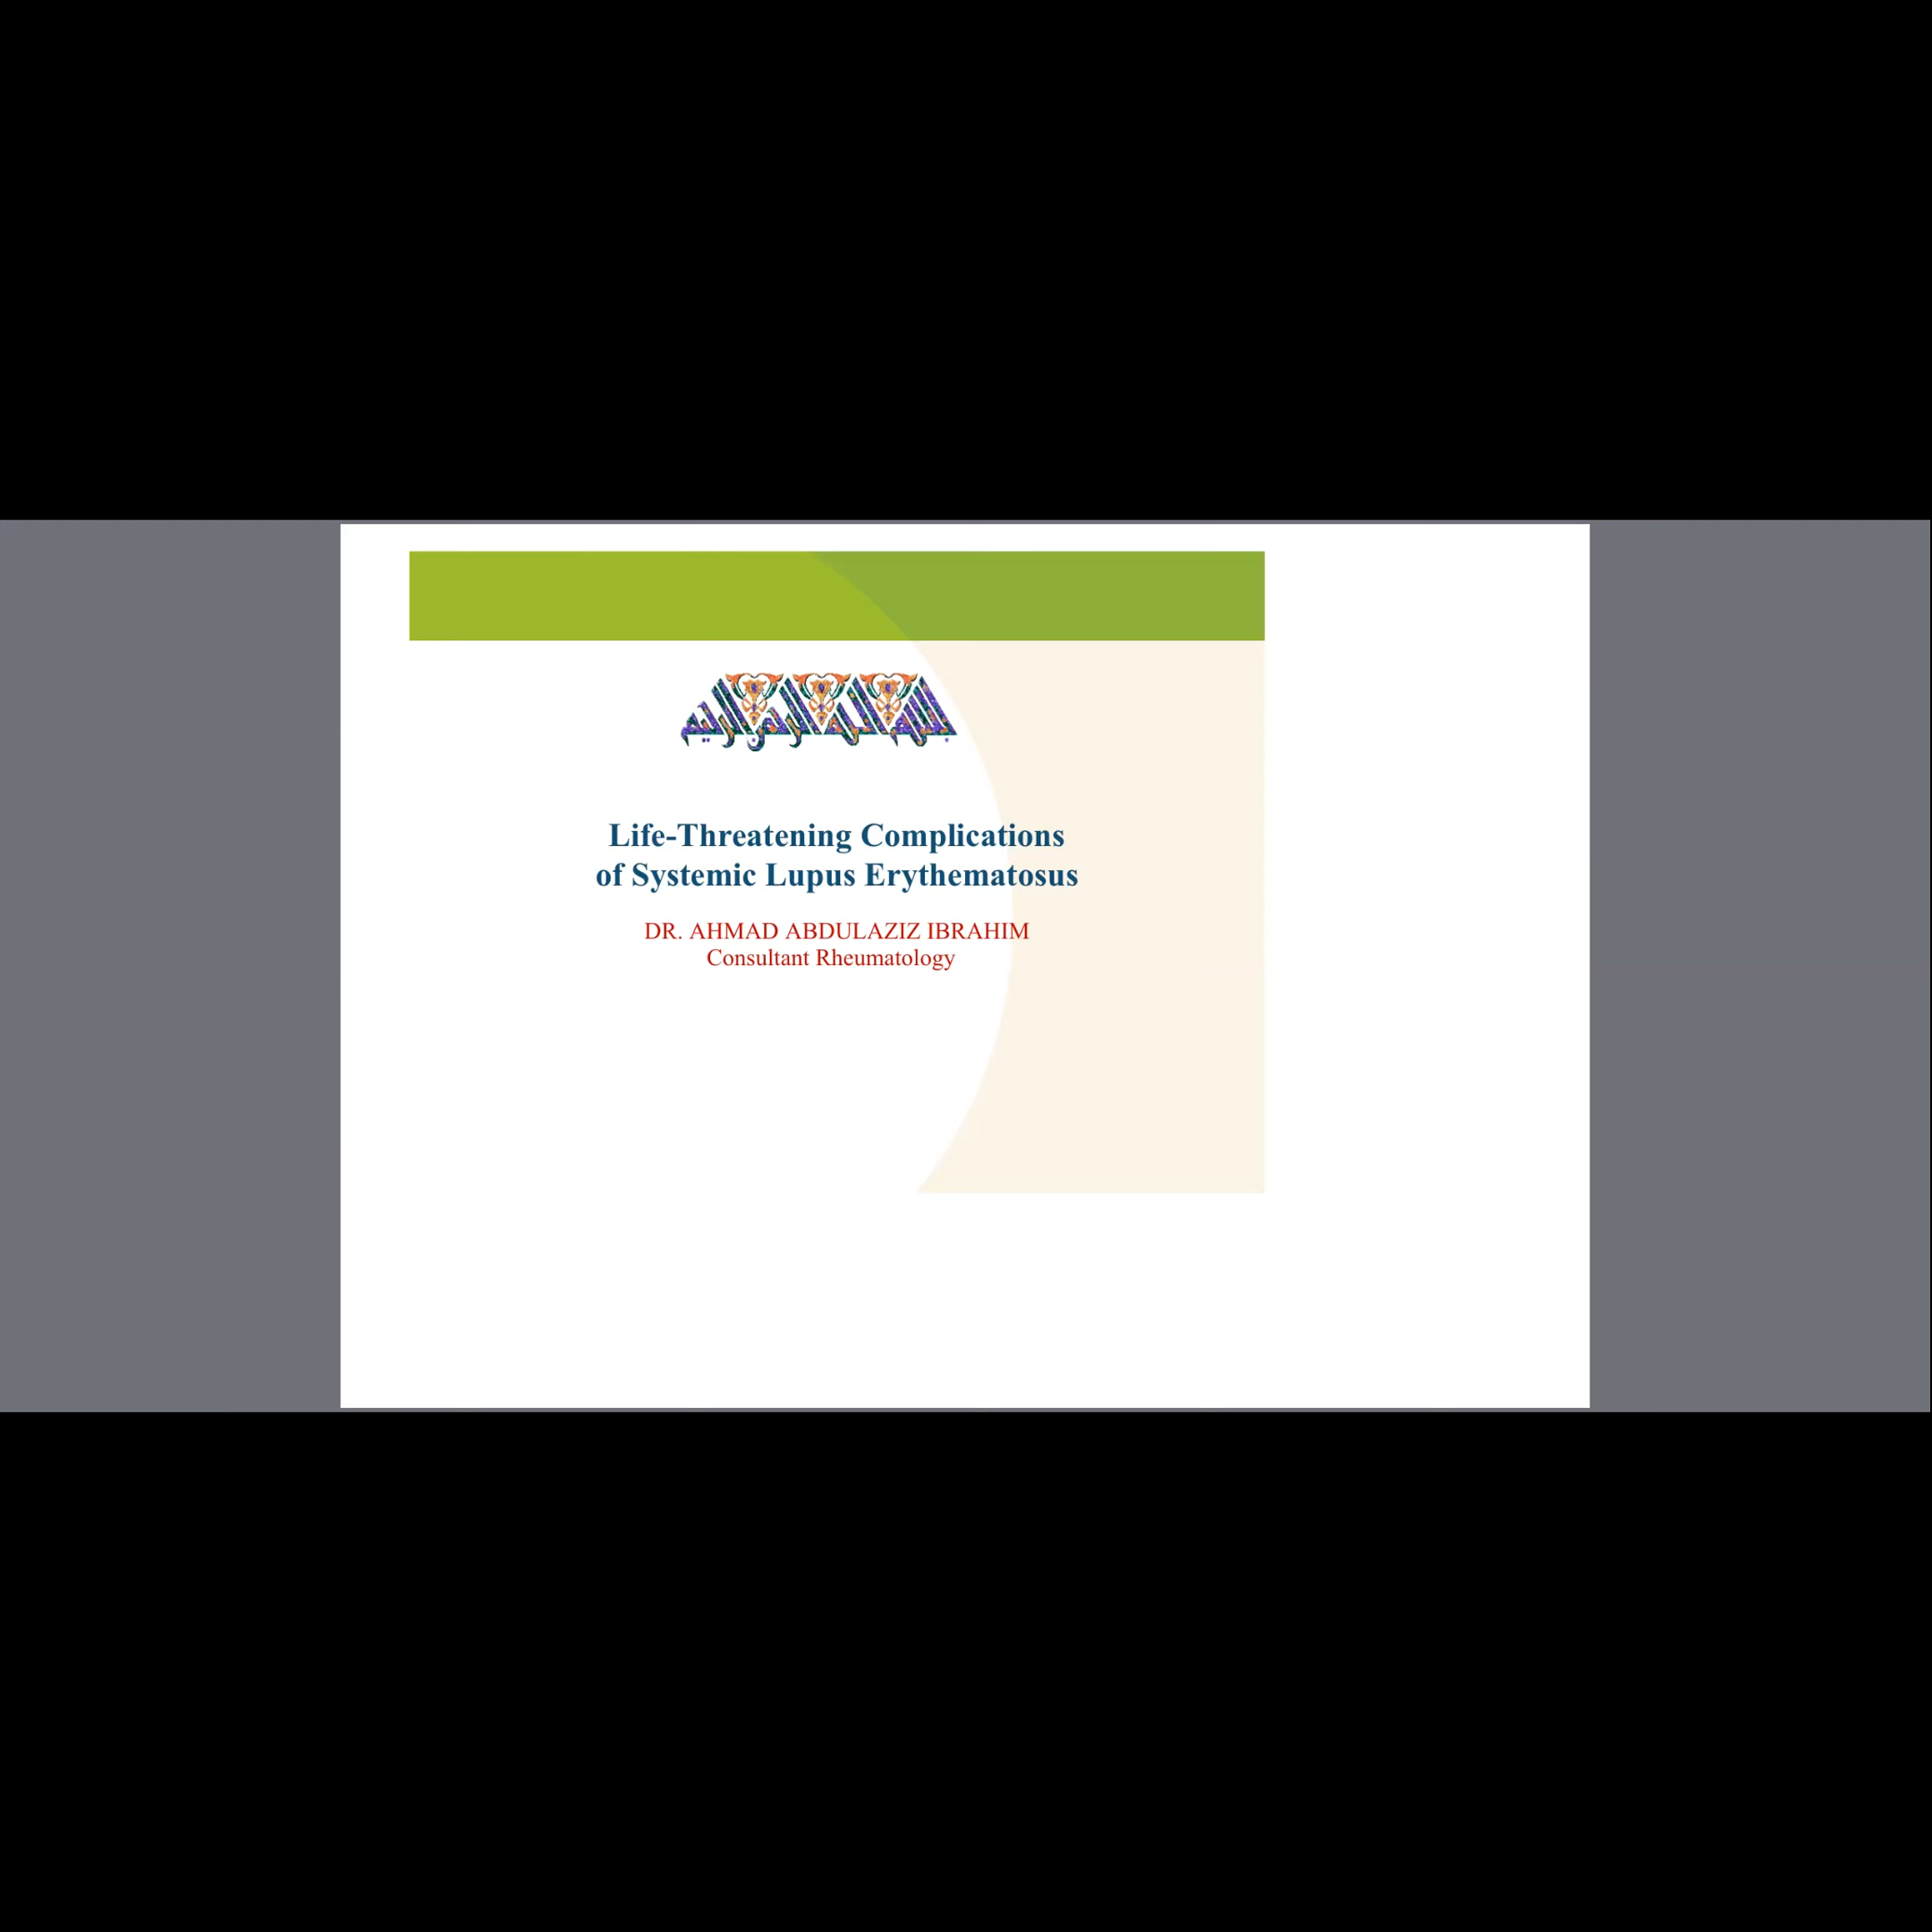 بسم الله الرحمن الرحيم
Life-Threatening Complications
of Systemic Lupus Erythematosus
DR. AHMAD ABDULAZIZ IBRAHIM
Consultant Rheumatology